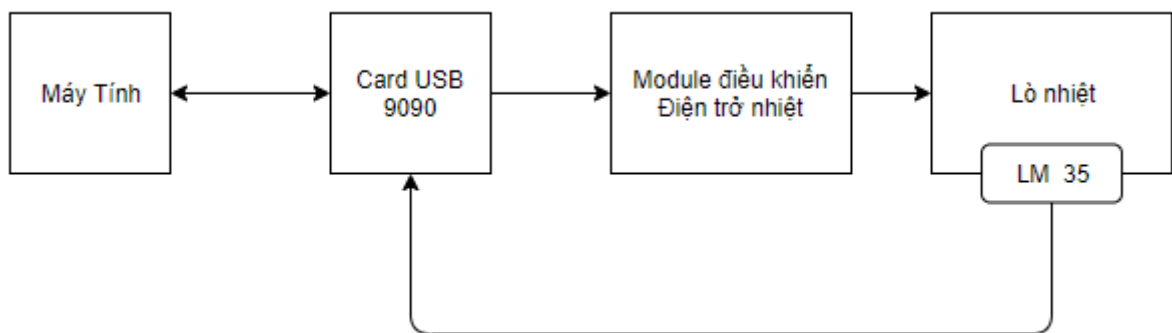 Máy Tính
Card USB
9090
Module điều khiển
Điện trở nhiệt
Lò nhiệt
LM 35